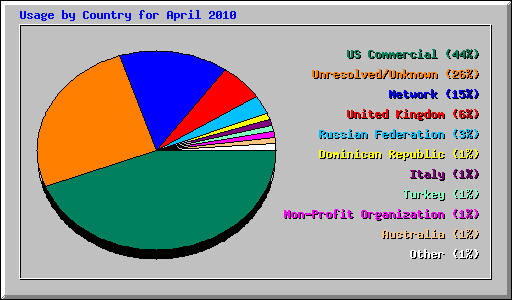 Usage by Country for April 2010
US Commercial (44%)
Unresolved/Unknown (26%)
Network (15%)
United Kingdom (6%)
Russian Federation (3%)
Dominican Republic (1%)
Italy (1%)
Turkey (1%)
Non-Profit Organization (1%)
Australia (1%)
Other (1%)